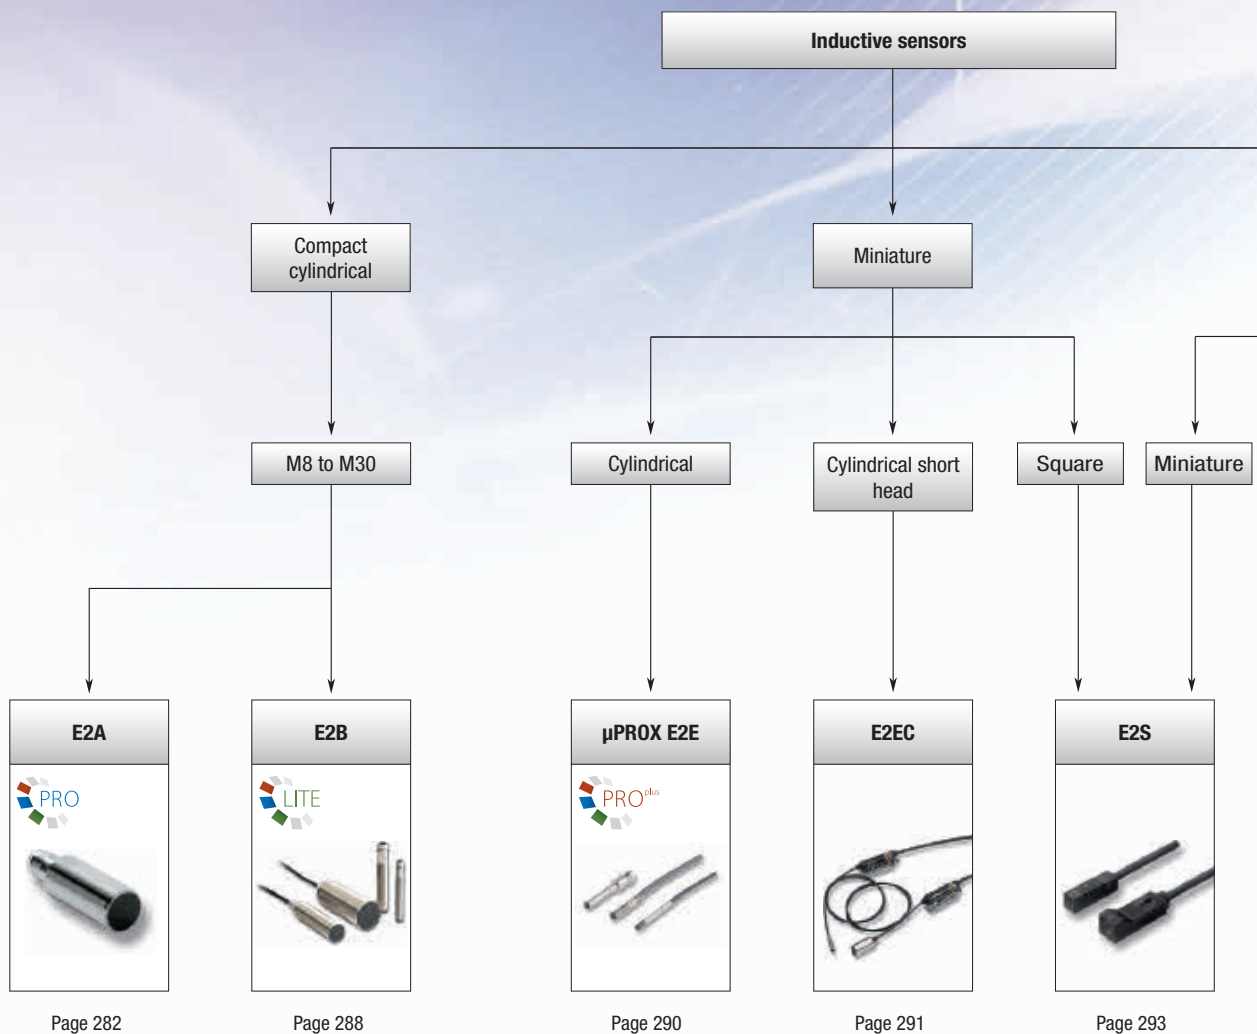 Inductive sensors
Compact
cylindrical
Miniature
M8 to M30
Cylindrical
Cylindrical short
head
Square
Miniature
E2A
E2B
µPROX E2E
E2EC
E2S
PRO
LITE
PROplus
Page 282
Page 288
Page 290
Page 291
Page 293